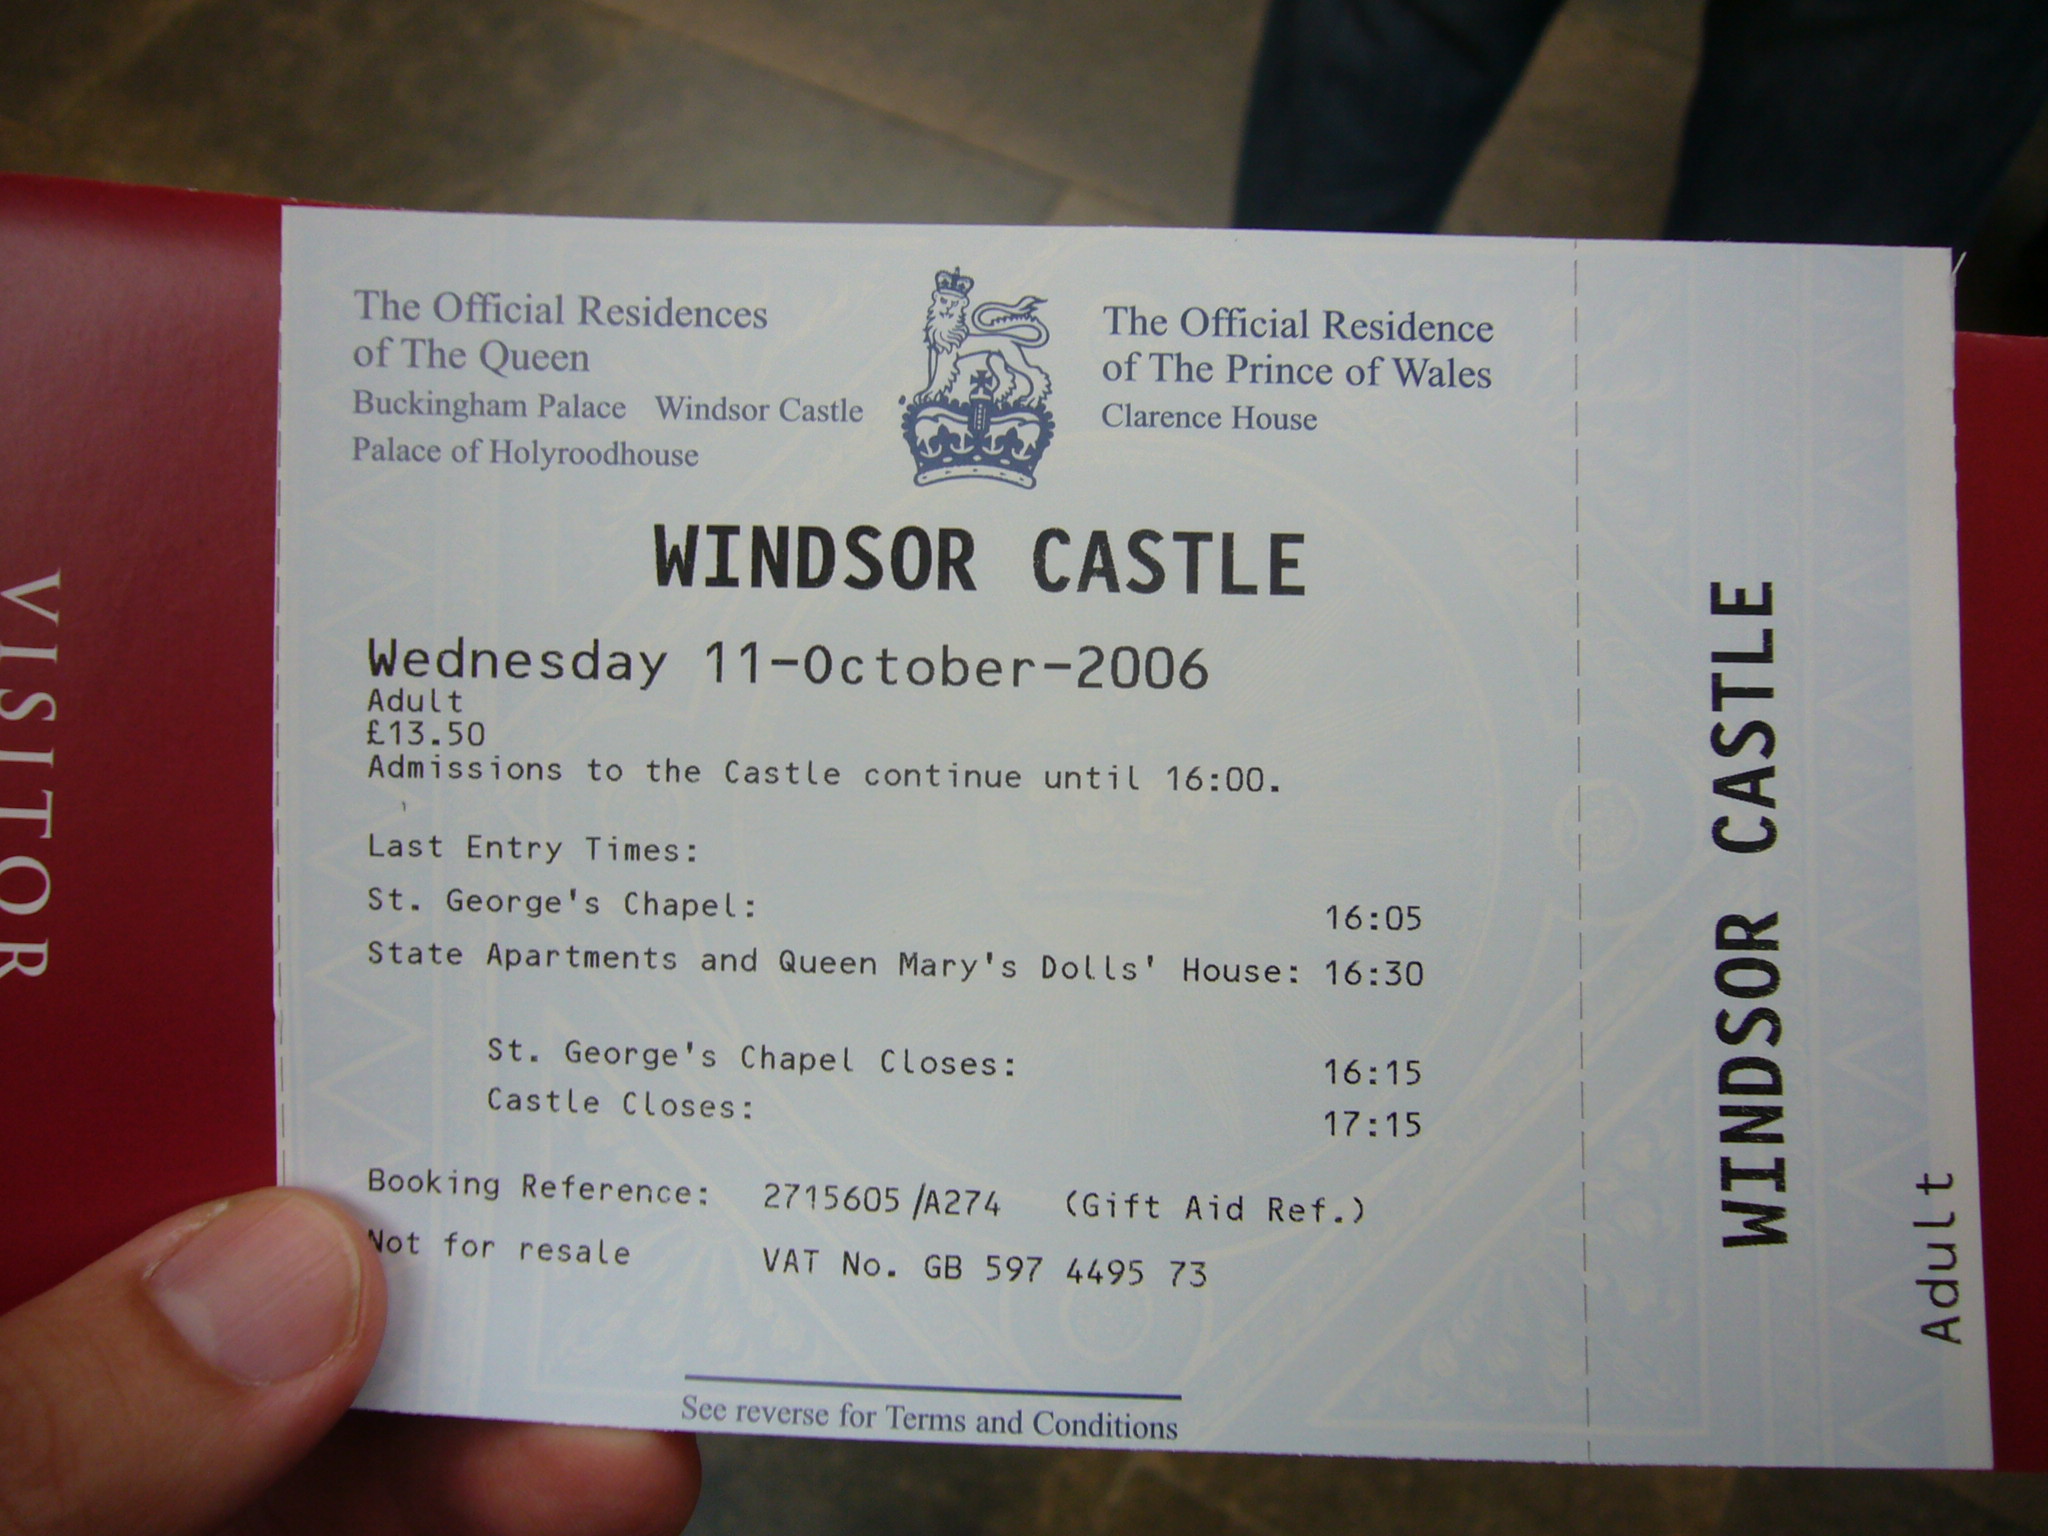 The Official Residences
of The Queen
Buckingham Palace Windsor Castle
Palace of Holyroodhouse
The Official Residence
of The Prince of Wales
Clarence House
WINDSOR CASTLE
Wednesday 11-October-2006
Adult
£13.50
Admissions to the Castle continue until 16:00.
Last Entry Times:
St. George's Chapel: 16:05
State Apartments and Queen Mary's Dolls' House: 16:30
St. George's Chapel Closes: 16:15
Castle Closes: 17:15
Booking Reference: 2715605/A274 (Gift Aid Ref.)
Not for resale VAT No. GB 597 4495 73
See reverse for Terms and Conditions
WINDSOR CASTLE
Adult
VISITOR